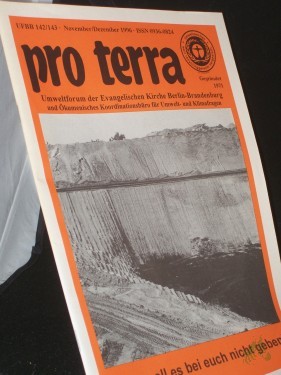 UFBB 142/143 · November/Dezember 1996 · ISSN 0936-0824
pro terra
Gegründet
1951
Umweltforum der Evangelischen Kirche Berlin-Brandenburg
und Ökumenisches Koordinationsbüro für Umwelt- und Klimafragen
oll es bei euch nicht geben